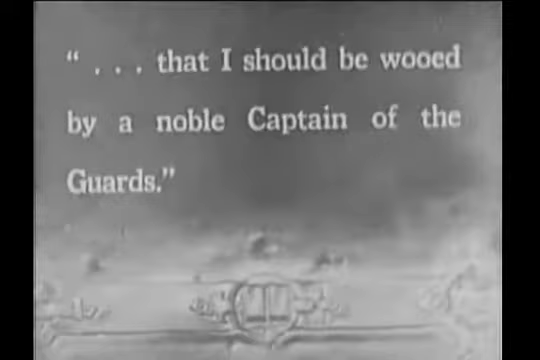 “ . . . that I should be wooed
by a noble Captain of the
Guards.”